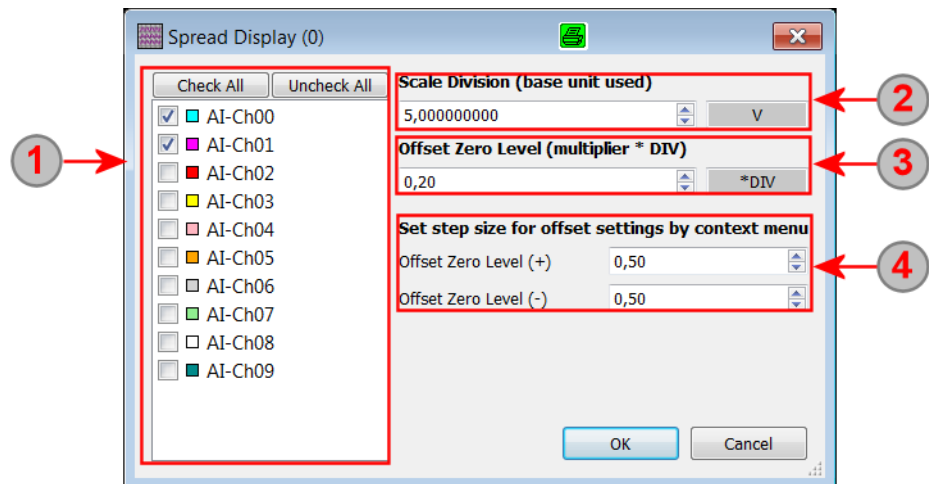 Spread Display (0)
Check All Uncheck All
AI-Ch00
AI-Ch01
AI-Ch02
AI-Ch03
AI-Ch04
AI-Ch05
AI-Ch06
AI-Ch07
AI-Ch08
AI-Ch09
Scale Division (base unit used)
5,000000000 V
Offset Zero Level (multiplier * DIV)
0,20 *DIV
Set step size for offset settings by context menu
Offset Zero Level (+) 0,50
Offset Zero Level (-) 0,50
OK Cancel
1
2
3
4